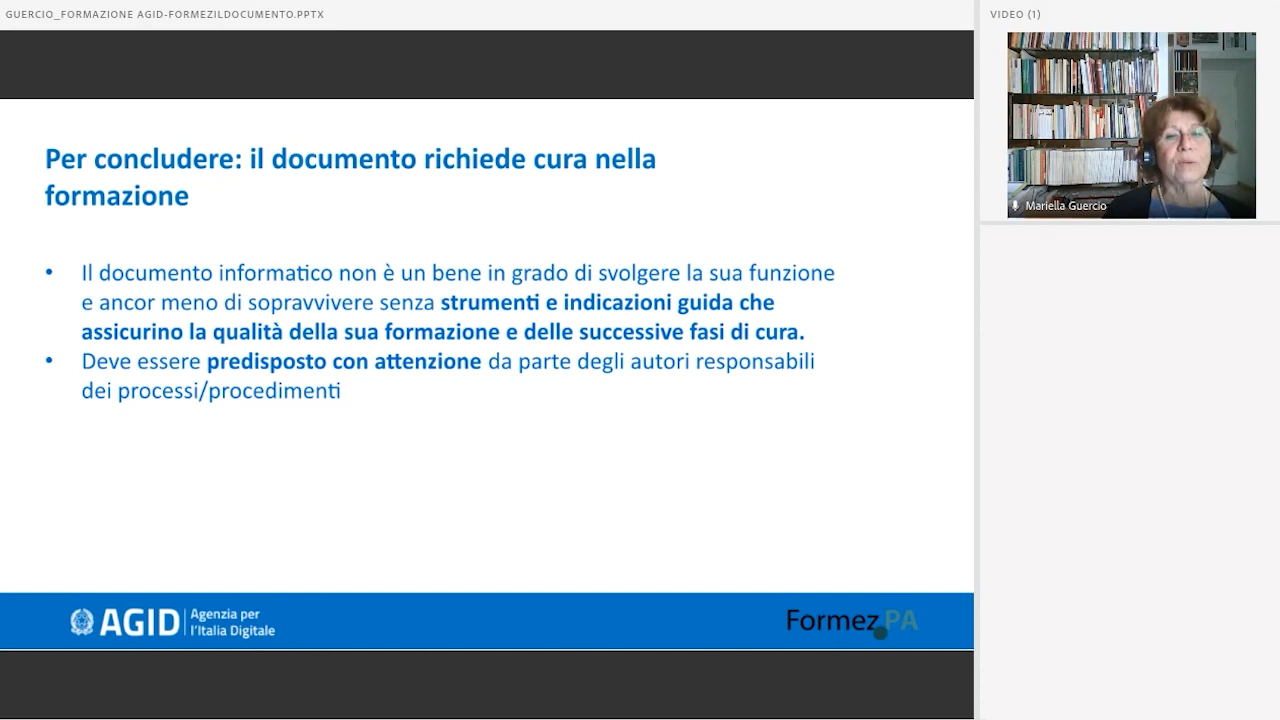 GUERCIO_FORMAZIONE AGID-FORMEZILDOCUMENTO.PPTX
VIDEO (1)
Mariella Guercio
Per concludere: il documento richiede cura nella
formazione
• Il documento informatico non è un bene in grado di svolgere la sua funzione
e ancor meno di sopravvivere senza strumenti e indicazioni guida che
assicurino la qualità della sua formazione e delle successive fasi di cura.
• Deve essere predisposto con attenzione da parte degli autori responsabili
dei processi/procedimenti
AGID Agenzia per
l'Italia Digitale
Formez PA